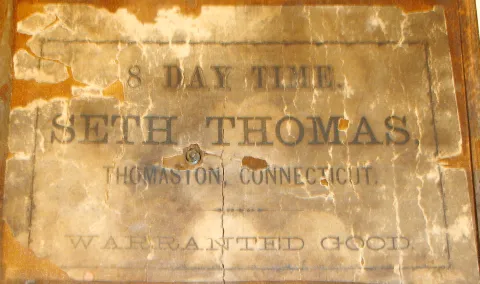 8 DAY TIME.
SETH THOMAS,
THOMASTON, CONNECTICUT.
WARRANTED GOOD.